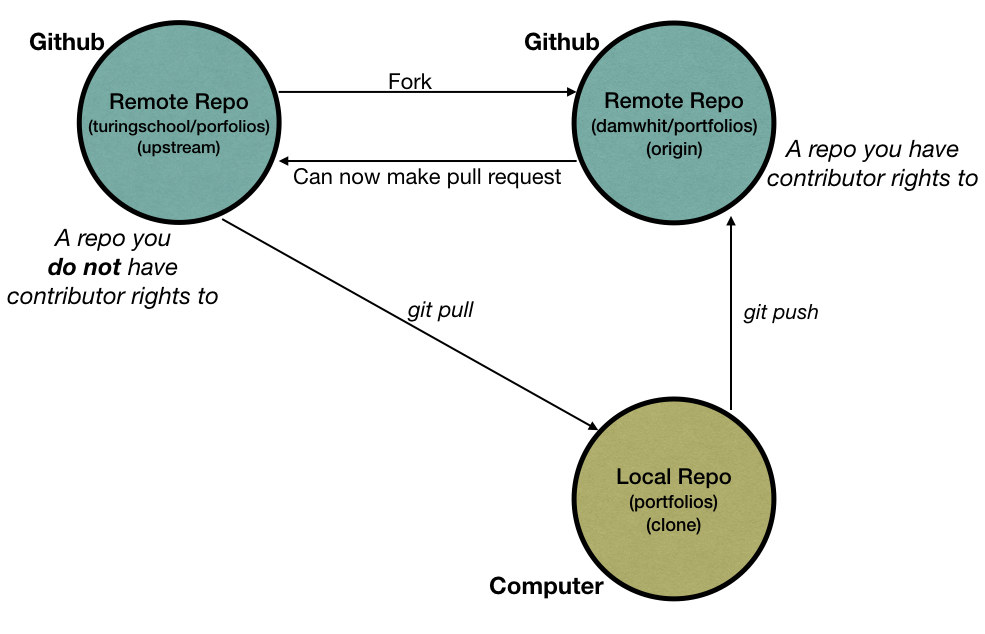 Github
Remote Repo
(turingschool/porfolios)
(upstream)
A repo you
do not have
contributor rights to
Fork
Can now make pull request
Github
Remote Repo
(damwhit/portfolios)
(origin)
A repo you have
contributor rights to
git pull
git push
Local Repo
(portfolios)
(clone)
Computer